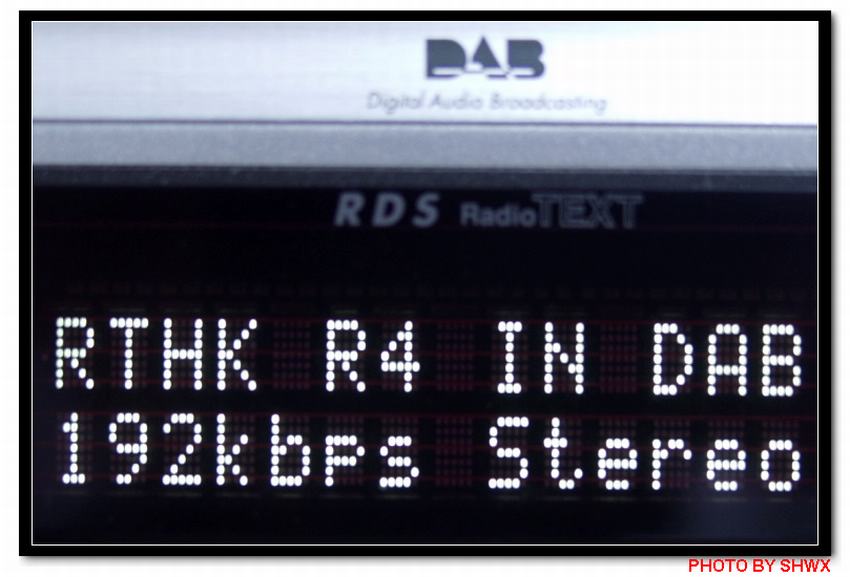 DAB
Digital Audio Broadcasting
RDS RadioTEXT
RTHK R4 IN DAB
192kbps Stereo
PHOTO BY SHWX